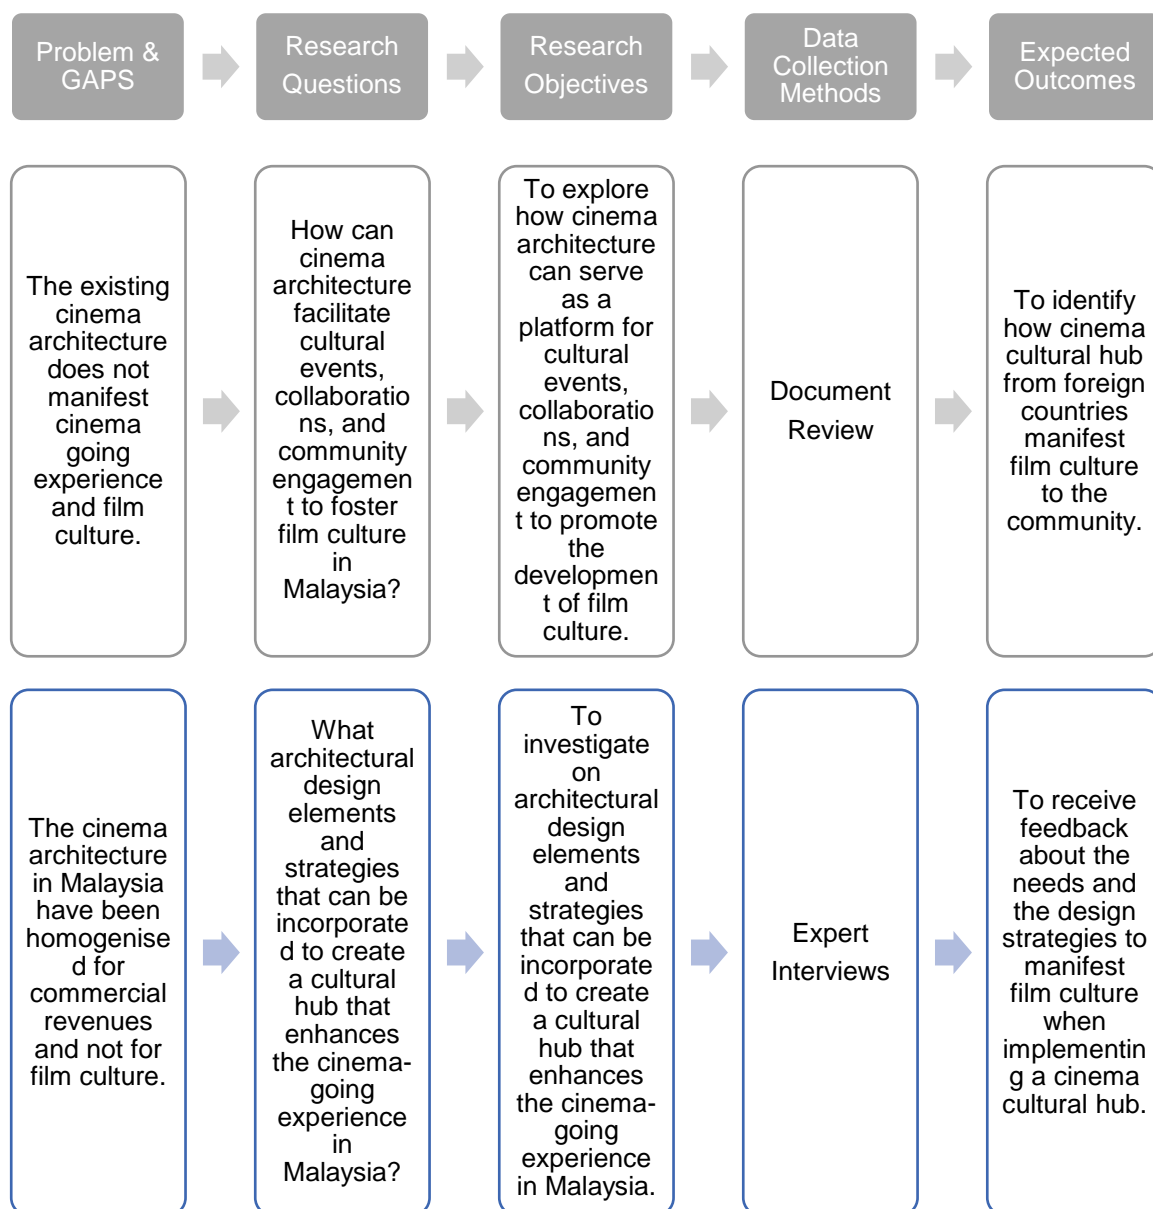 Problem &
GAPS
Research
Questions
Research
Objectives
Data
Collection
Methods
Expected
Outcomes
The existing
cinema
architecture
does not
manifest
cinema
going
experience
and film
culture.
How can
cinema
architecture
facilitate
cultural
events,
collaboratio
ns, and
community
engagemen
t to foster
film culture
in
Malaysia?
To explore
how cinema
architecture
can serve
as a
platform for
cultural
events,
collaboratio
ns, and
community
engagemen
t to promote
the
developmen
t of film
culture.
Document
Review
To identify
how cinema
cultural hub
from foreign
countries
manifest
film culture
to the
community.
The cinema
architecture
in Malaysia
have been
homogenise
d for
commercial
revenues
and not for
film culture.
What
architectural
design
elements
and
strategies
that can be
incorporate
d to create
a cultural
hub that
enhances
the cinema-
going
experience
in
Malaysia?
To
investigate
on
architectural
design
elements
and
strategies
that can be
incorporate
d to create
a cultural
hub that
enhances
the cinema-
going
experience
in Malaysia.
Expert
Interviews
To receive
feedback
about the
needs and
the design
strategies to
manifest
film culture
when
implementin
g a cinema
cultural hub.